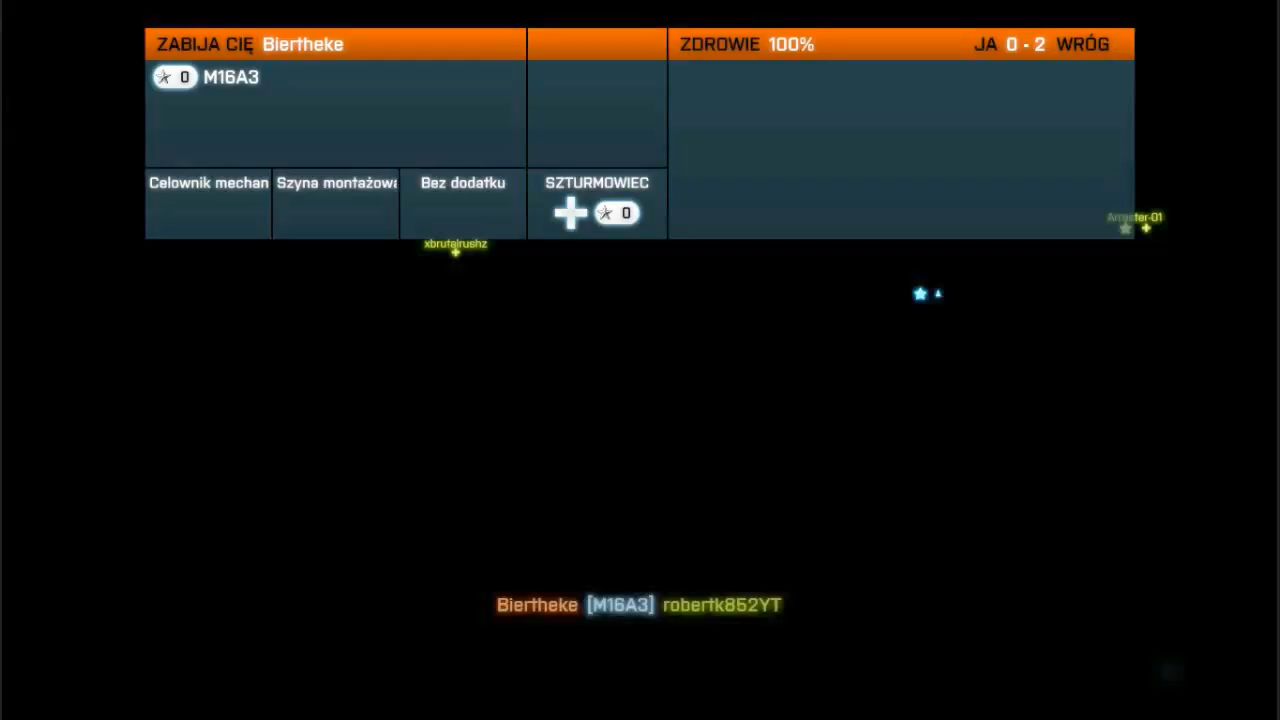 ZABIJA CIĘ Biertheke
ZDROWIE 100%
JA 0 - 2 WRÓG
0 M16A3
Celownik mechan
Szyna montażowa
Bez dodatku
SZTURMOWIEC
0
xbrutalrushz
Biertheke [M16A3] robertk852YT